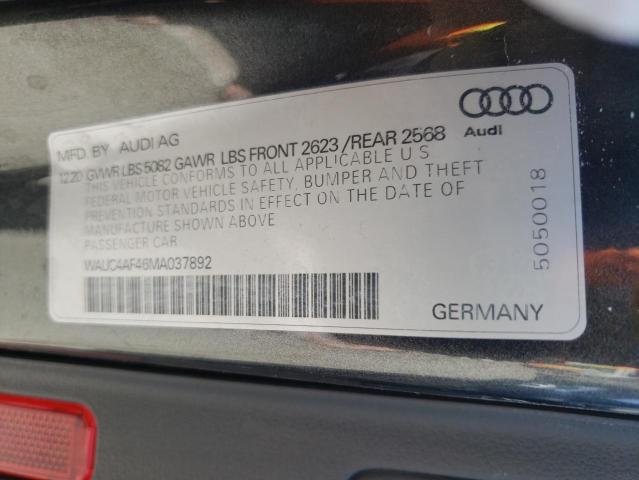 MFD. BY AUDI AG
12.20 GVWR LBS 5082 GAWR LBS FRONT 2623 / REAR 2568
THIS VEHICLE CONFORMS TO ALL APPLICABLE U S
FEDERAL MOTOR VEHICLE SAFETY, BUMPER AND THEFT
PREVENTION STANDARDS IN EFFECT ON THE DATE OF
MANUFACTURE SHOWN ABOVE
PASSENGER CAR
WAUC4AF46MA037892
GERMANY
Audi
5050018